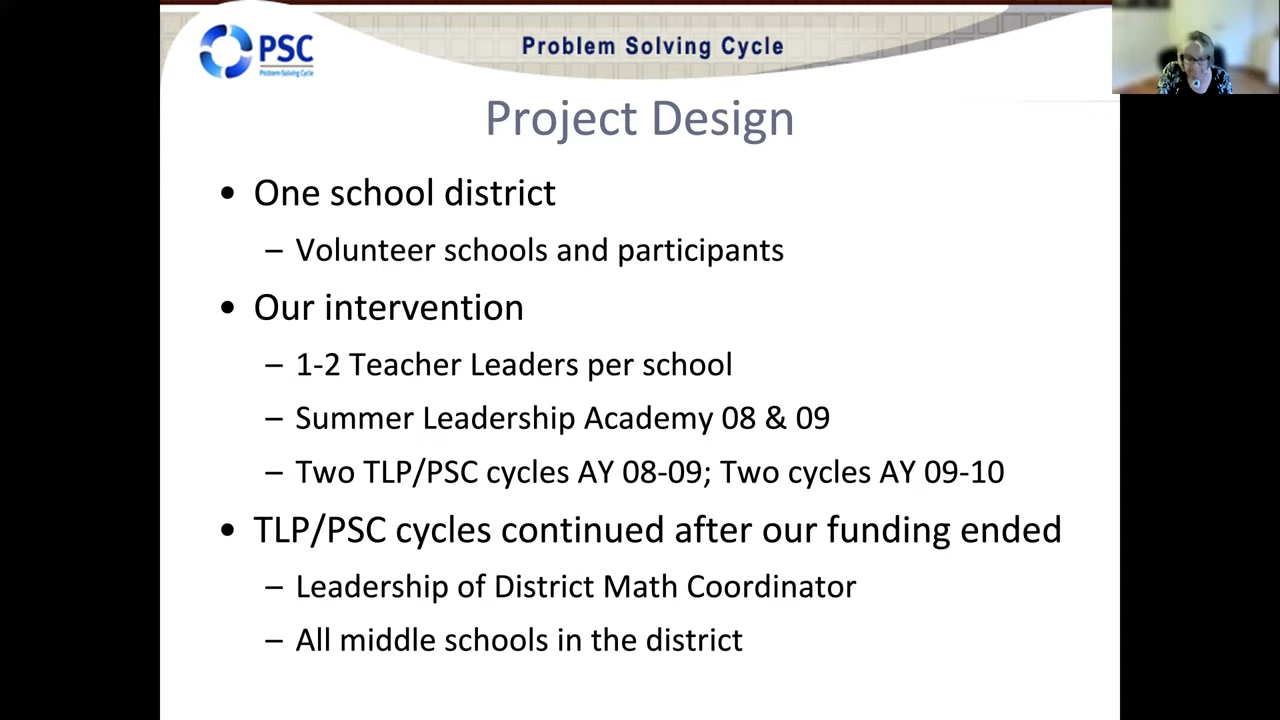 PSC
Problem-Solving Cycle
Problem Solving Cycle
Project Design
• One school district
– Volunteer schools and participants
• Our intervention
– 1-2 Teacher Leaders per school
– Summer Leadership Academy 08 & 09
– Two TLP/PSC cycles AY 08-09; Two cycles AY 09-10
• TLP/PSC cycles continued after our funding ended
– Leadership of District Math Coordinator
– All middle schools in the district